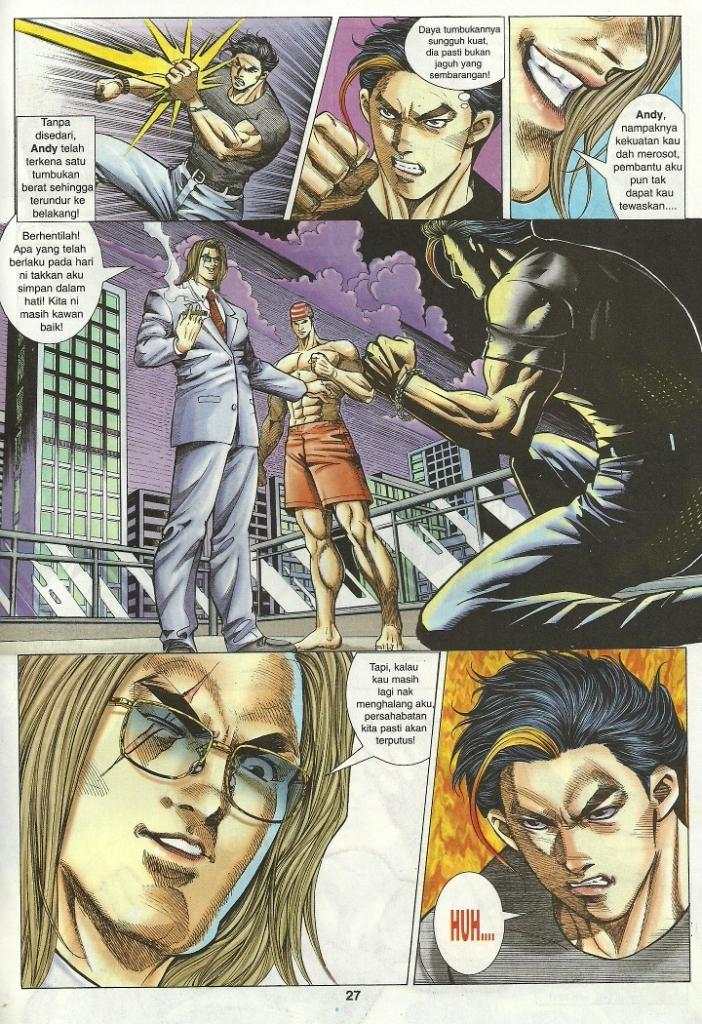 Tanpa
disedari,
Andy telah
terkena satu
tumbukan
berat sehingga
terundur ke
belakang!
Daya tumbukannya
sungguh kuat,
dia pasti bukan
jaguh yang
sembarangan!
Andy,
nampaknya
kekuatan kau
dah merosot,
pembantu aku
pun tak
dapat kau
tewaskan....
Berhentilah!
Apa yang telah
berlaku pada hari
ni takkan aku
simpan dalam
hati! Kita ni
masih kawan
baik!
Tapi, kalau
kau masih
lagi nak
menghalang aku,
persahabatan
kita pasti akan
terputus!
HUH....
27